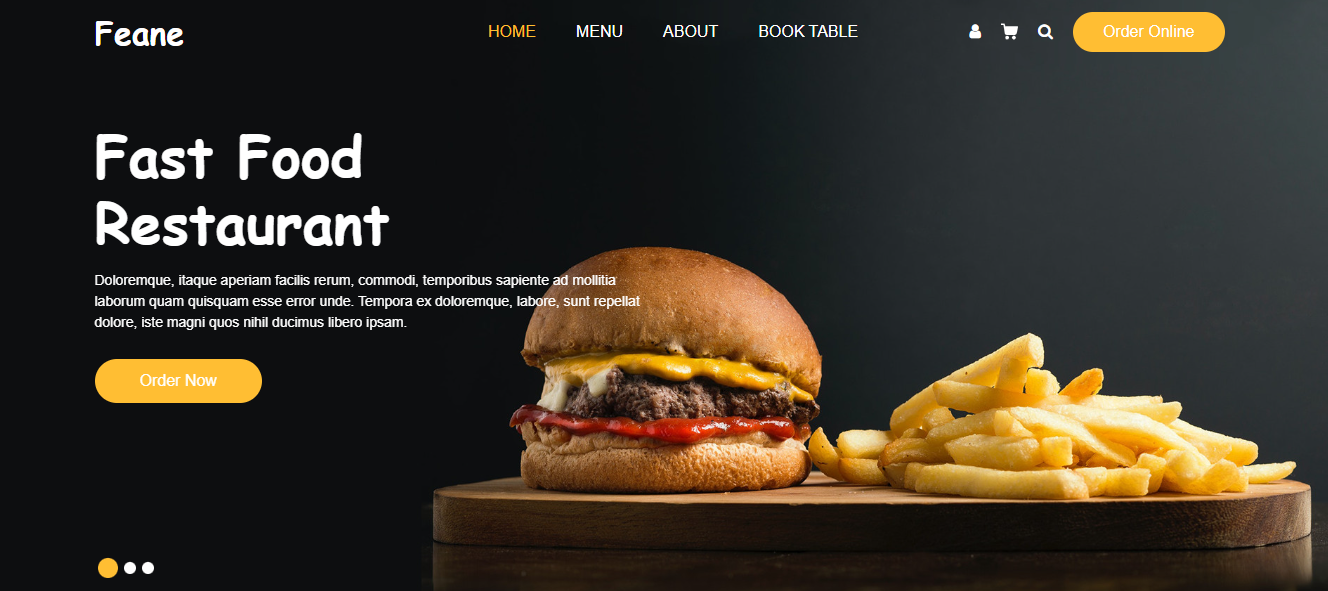 Feane
HOME MENU ABOUT BOOK TABLE Order Online
Fast Food
Restaurant
Doloremque, itaque aperiam facilis rerum, commodi, temporibus sapiente ad mollitia
laborum quam quisquam esse error unde. Tempora ex doloremque, labore, sunt repellat
dolore, iste magni quos nihil ducimus libero ipsam.
Order Now